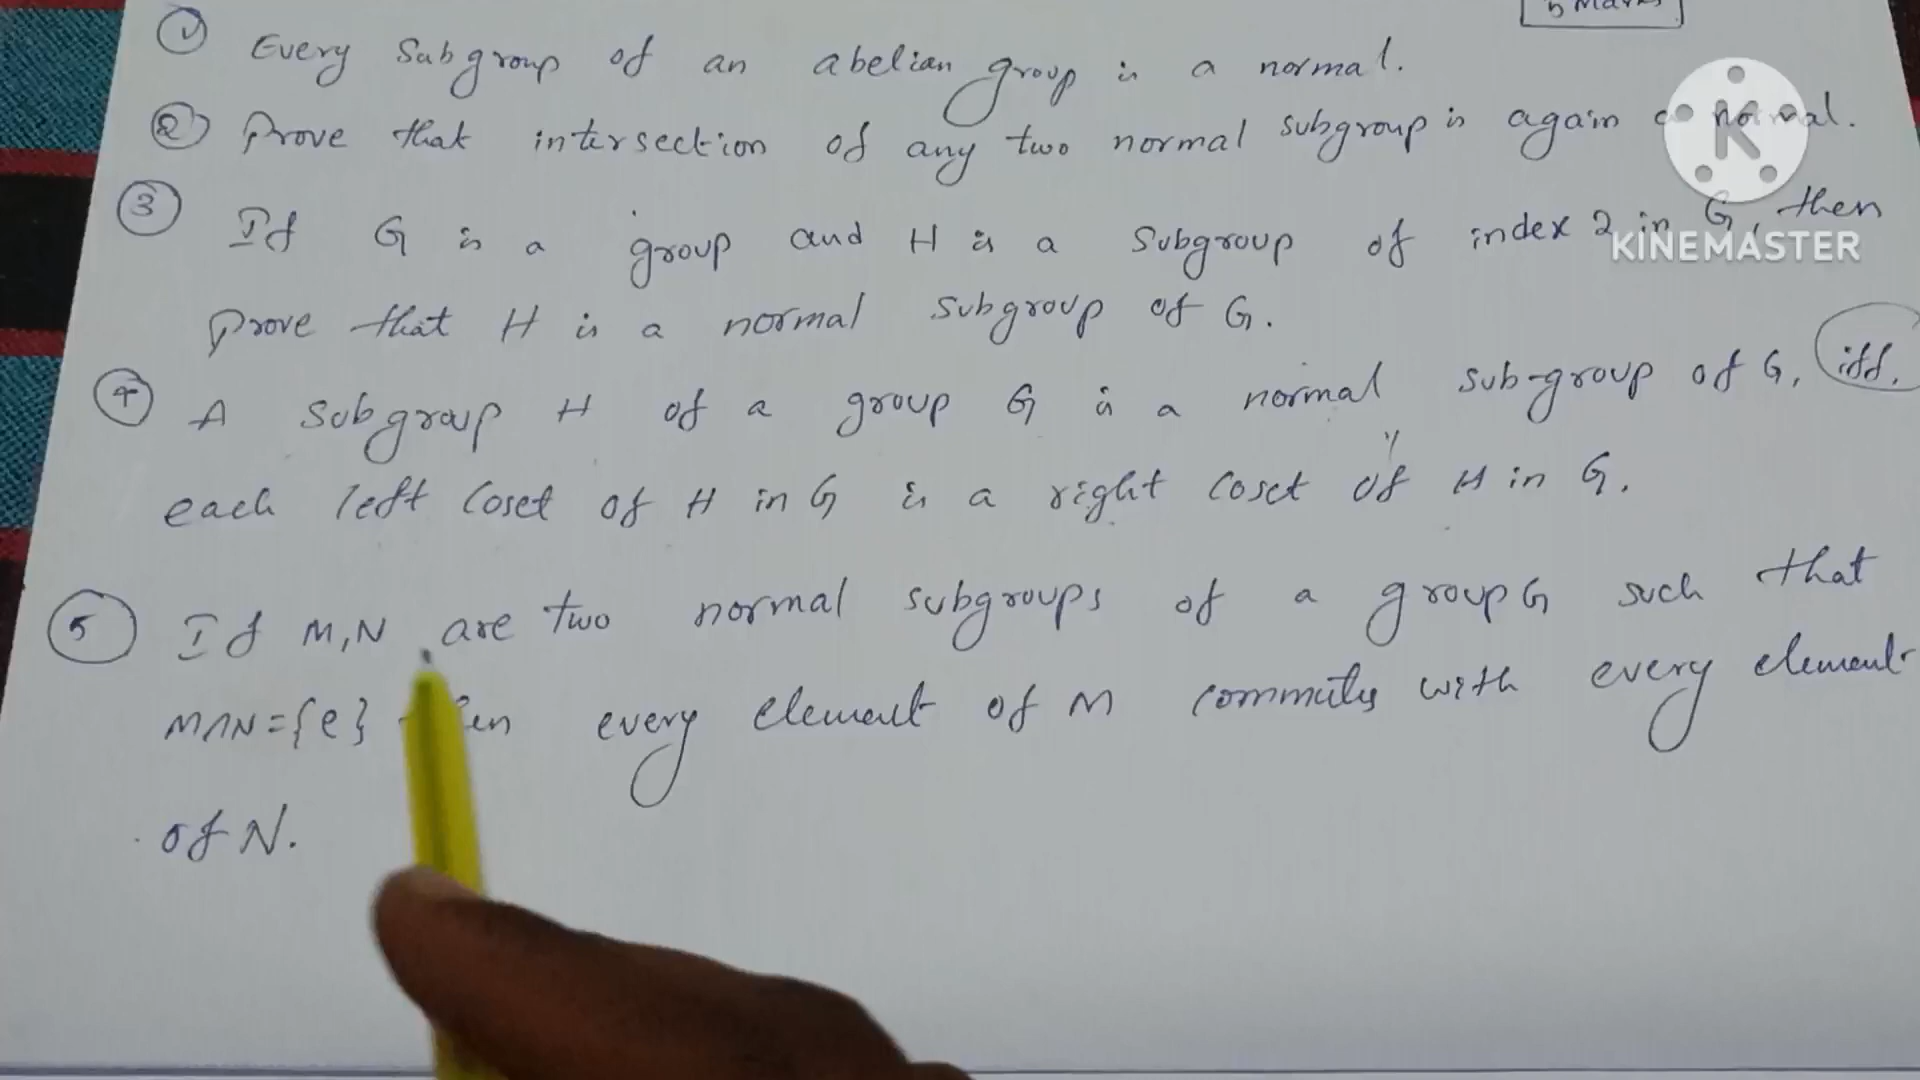 5 Marks
① Every Subgroup of an abelian group is a normal.
② Prove that intersection of any two normal subgroup is again a normal.
③ If G is a group and H is a Subgroup of index 2 in G, then
KINEMASTER
prove that H is a normal subgroup of G.
④ A subgroup H of a group G is a normal sub-group of G, iff.
each left coset of H in G is a right coset of H in G.
⑤ If M,N are two normal subgroups of a group G such that
M∩N={e} every element of M commutes with every element
of N.